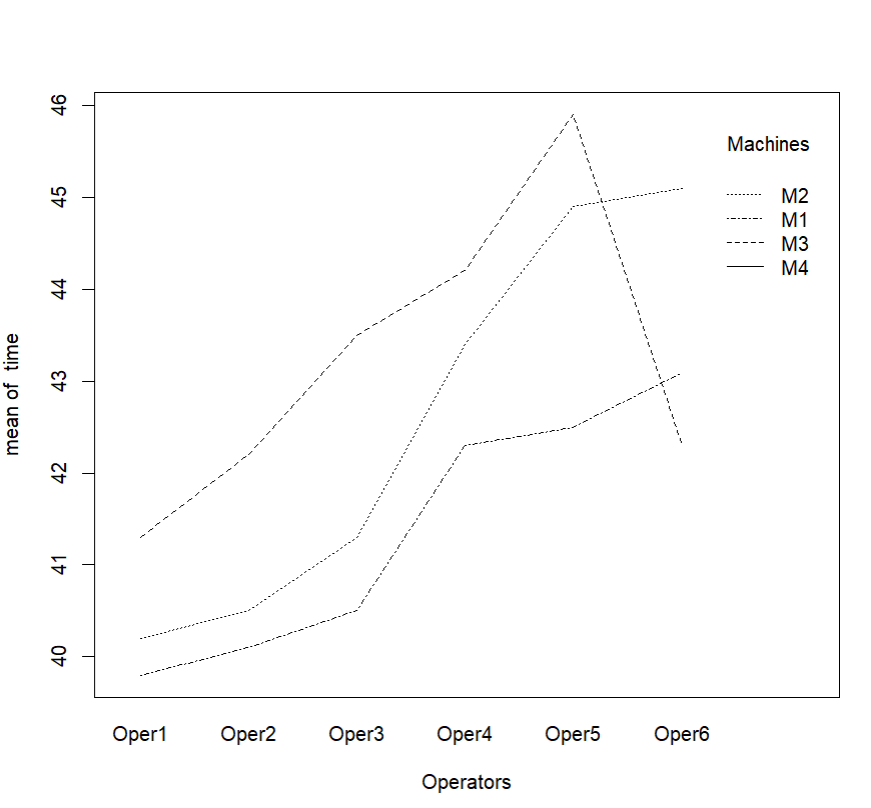 46
45
44
43
42
41
40
mean of  time
Machines
M2
M1
M3
M4
Oper1 Oper2 Oper3 Oper4 Oper5 Oper6
Operators